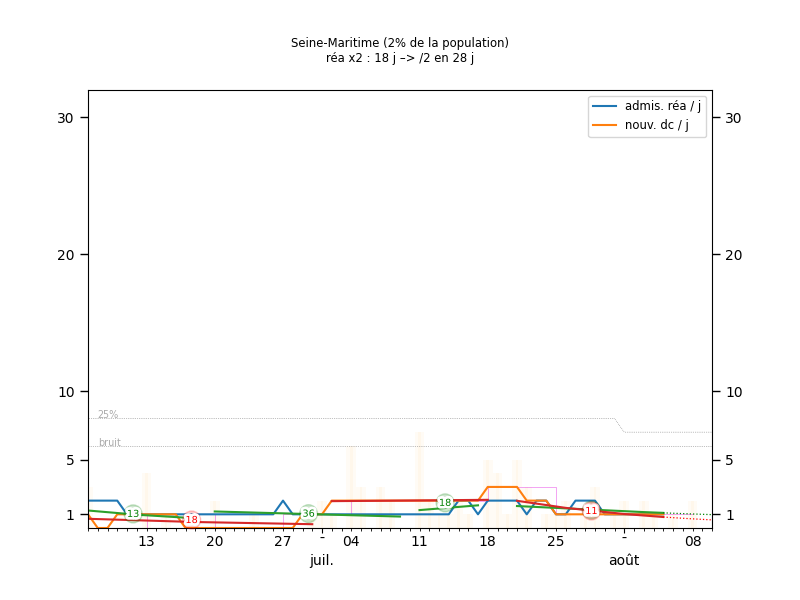 Seine-Maritime (2% de la population)
réa x2 : 18 j –> /2 en 28 j
admis. réa / j
nouv. dc / j
30 30
20 20
10 10
25%
bruit
5 5
18
13 36 11
18
1 1
13 20 27 - 04 11 18 25 - 08
juil. août